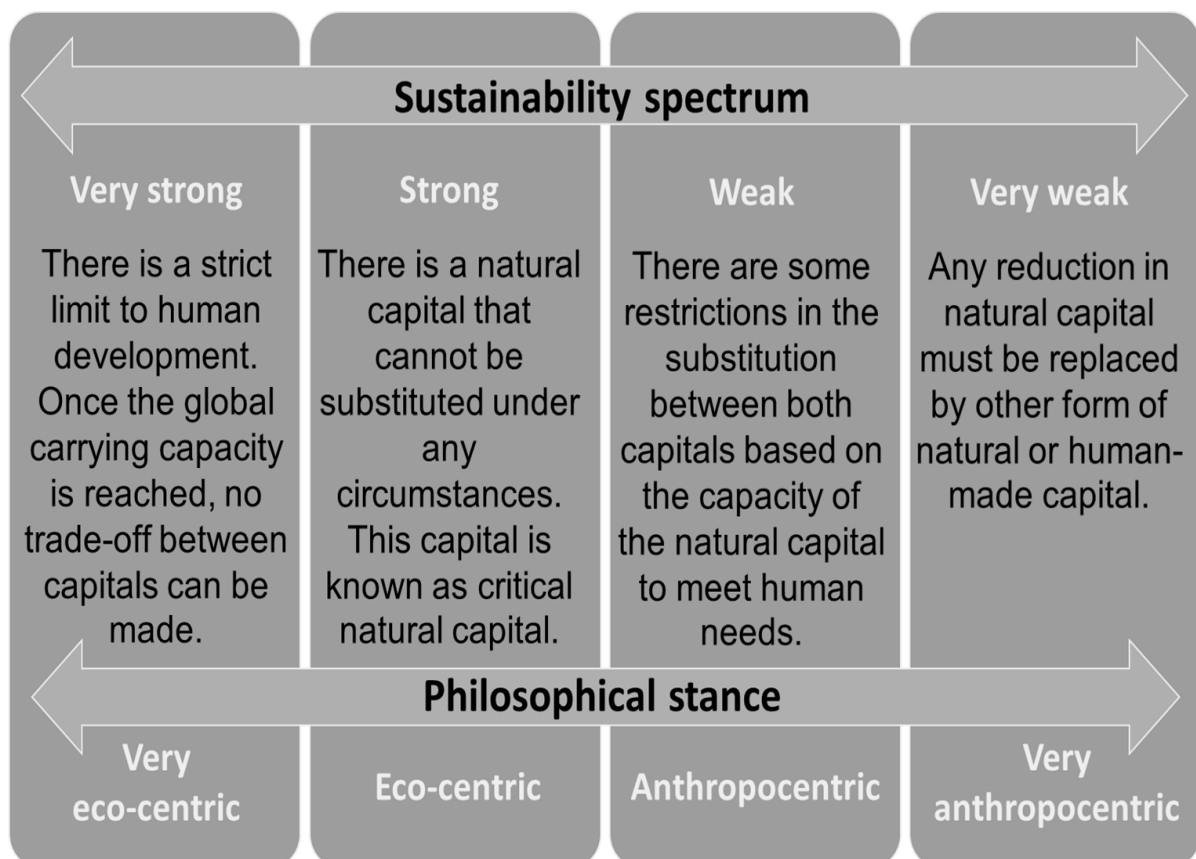 Sustainability spectrum
Very strong
There is a strict
limit to human
development.
Once the global
carrying capacity
is reached, no
trade-off between
capitals can be
made.
Strong
There is a natural
capital that
cannot be
substituted under
any
circumstances.
This capital is
known as critical
natural capital.
Weak
There are some
restrictions in the
substitution
between both
capitals based on
the capacity of
the natural capital
to meet human
needs.
Very weak
Any reduction in
natural capital
must be replaced
by other form of
natural or human-
made capital.
Philosophical stance
Very
eco-centric
Eco-centric
Anthropocentric
Very
anthropocentric